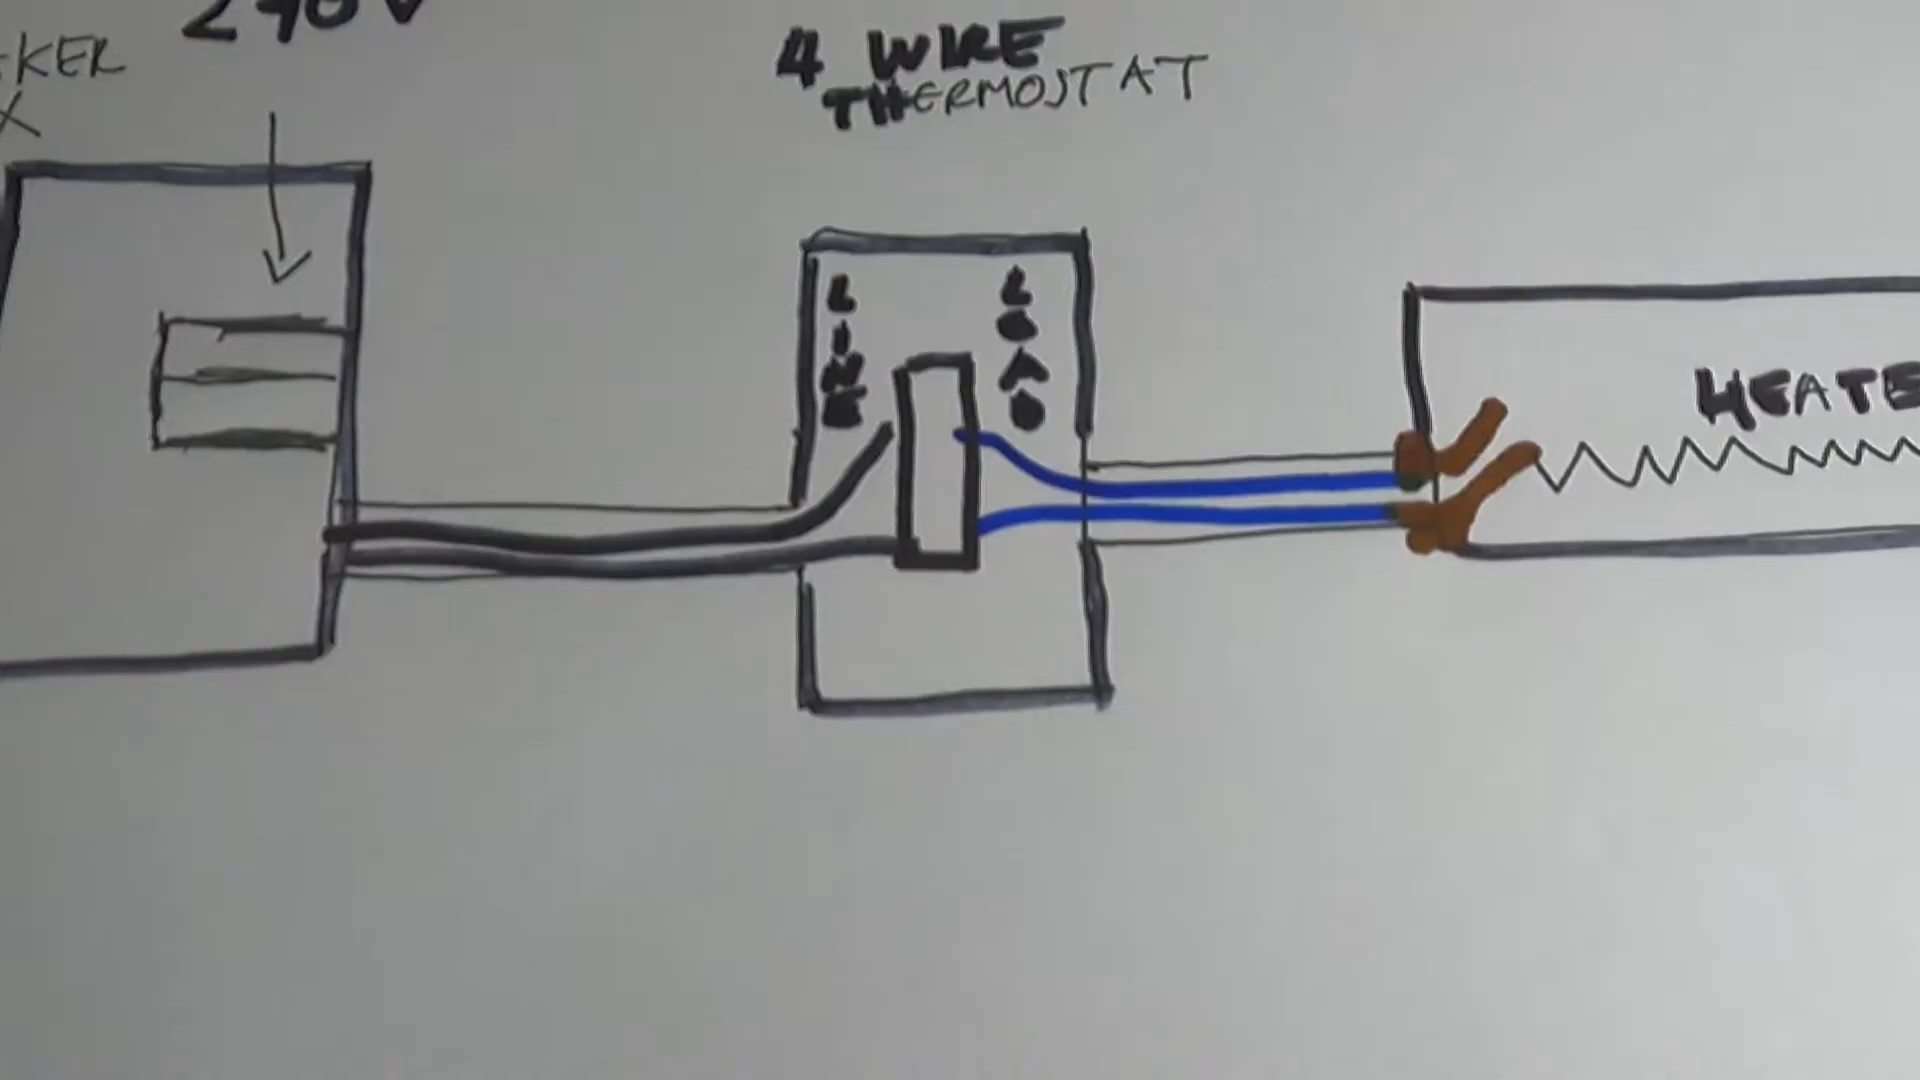 240V
KER
X
4 WIRE
THERMOSTAT
LINE
LOAD
HEATE